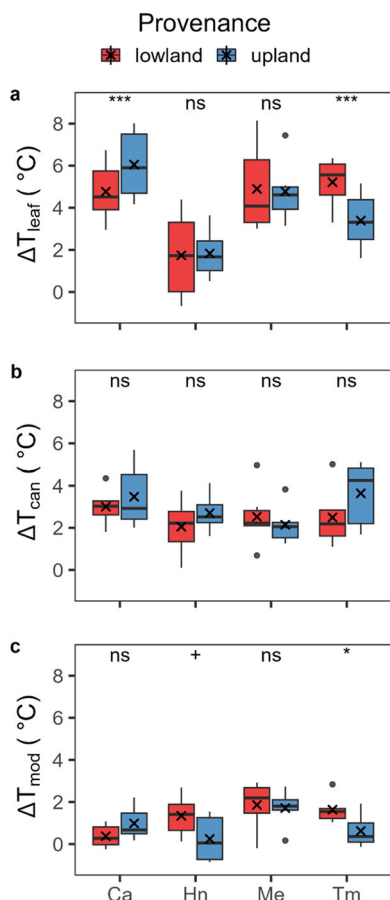 Provenance
lowland upland
a
*** ns ns ***
8
6
4
2
0
ΔTleaf ( °C)
b
ns ns ns ns
8
6
4
2
0
ΔTcan ( °C)
c
ns + ns *
8
6
4
2
0
ΔTmod ( °C)
Ca Hn Me Tm